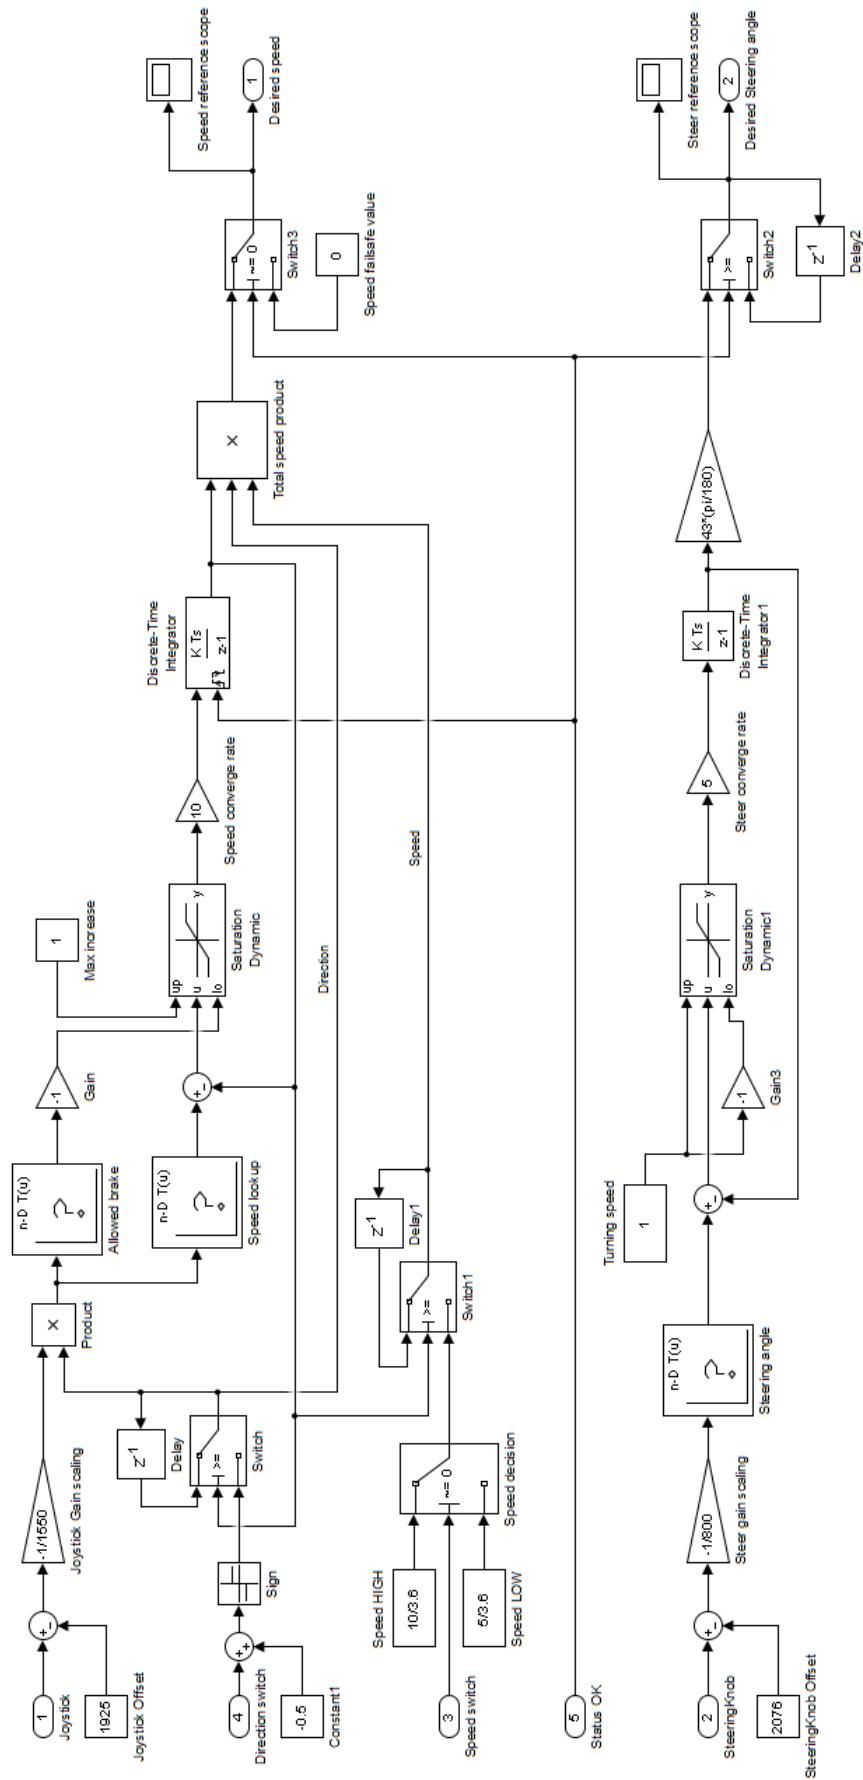 1
Joystick
1925
Joystick Offset
-1/1550
Joystick Gain scaling
×
Product
n-D T(u)
Allowed brake
-1
Gain
1
Max increase
n-D T(u)
Speed lookup
up
u
lo
y
Saturation
Dynamic
10
Speed converge rate
Discrete-Time
Integrator
K Ts
z-1
×
Total speed product
~= 0
Switch3
0
Speed failsafe value
Speed reference scope
1
Desired speed
4
Direction switch
-0.5
Constant1
Sign
z-1
Delay
>=
Switch
Direction
Speed HIGH
10/3.6
5/3.6
Speed LOW
3
Speed switch
~= 0
Speed decision
z-1
Delay1
>=
Switch1
Speed
5
Status OK
2
SteeringKnob
2076
SteeringKnob Offset
-1/800
Steer gain scaling
n-D T(u)
Steering angle
Turning speed
1
-1
Gain3
up
u
lo
y
Saturation
Dynamic1
5
Steer converge rate
K Ts
z-1
Discrete-Time
Integrator1
43*(pi/180)
>=
Switch2
z-1
Delay2
Steer reference scope
2
Desired Steering angle